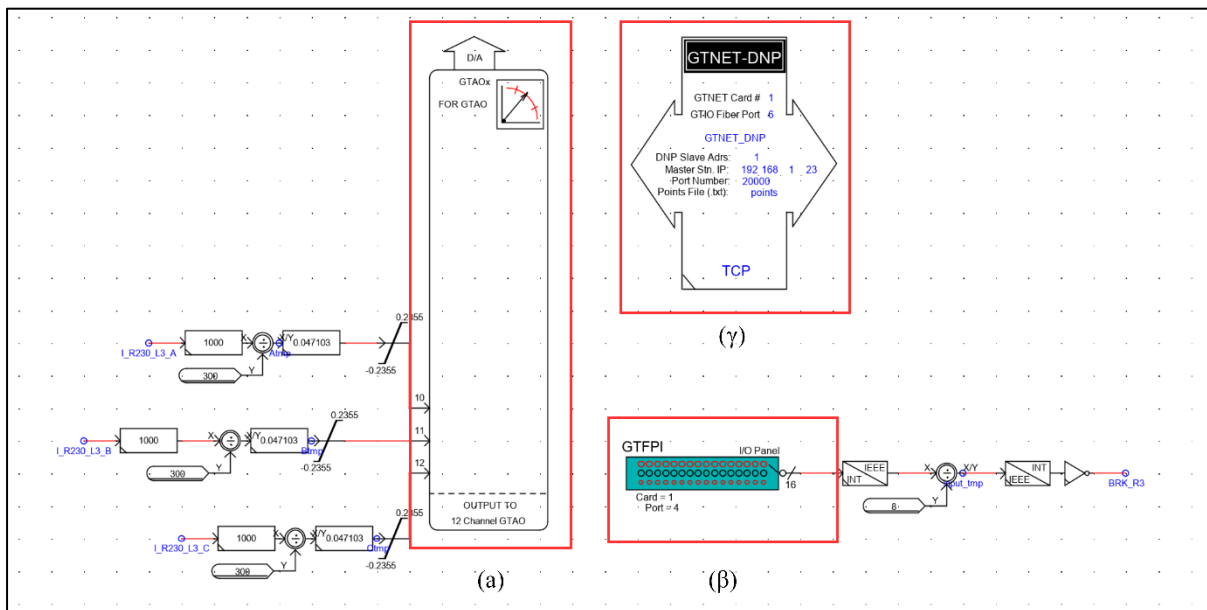 D/A
GTAOx
FOR GTAO
10
11
12
OUTPUT TO
12 Channel GTAO
I_R230_L3_A
1000
X
300
Y
X/Y
Atmp
0.047103
0.2355
-0.2355
I_R230_L3_B
1000
X
300
Y
X/Y
Btmp
0.047103
0.2355
-0.2355
I_R230_L3_C
1000
X
300
Y
X/Y
Ctmp
0.047103
0.2355
-0.2355
(α)
GTNET-DNP
GTNET Card # 1
GTIO Fiber Port 6
GTNET_DNP
DNP Slave Adrs: 1
Master Stn. IP: 192 168 1 23
Port Number: 20000
Points File (.txt): points
TCP
(γ)
GTFPI
I/O Panel
16
Card = 1
Port = 4
IEEE
INT
X
8
Y
X/Y
INT
IEEE
BRK_R3
(β)